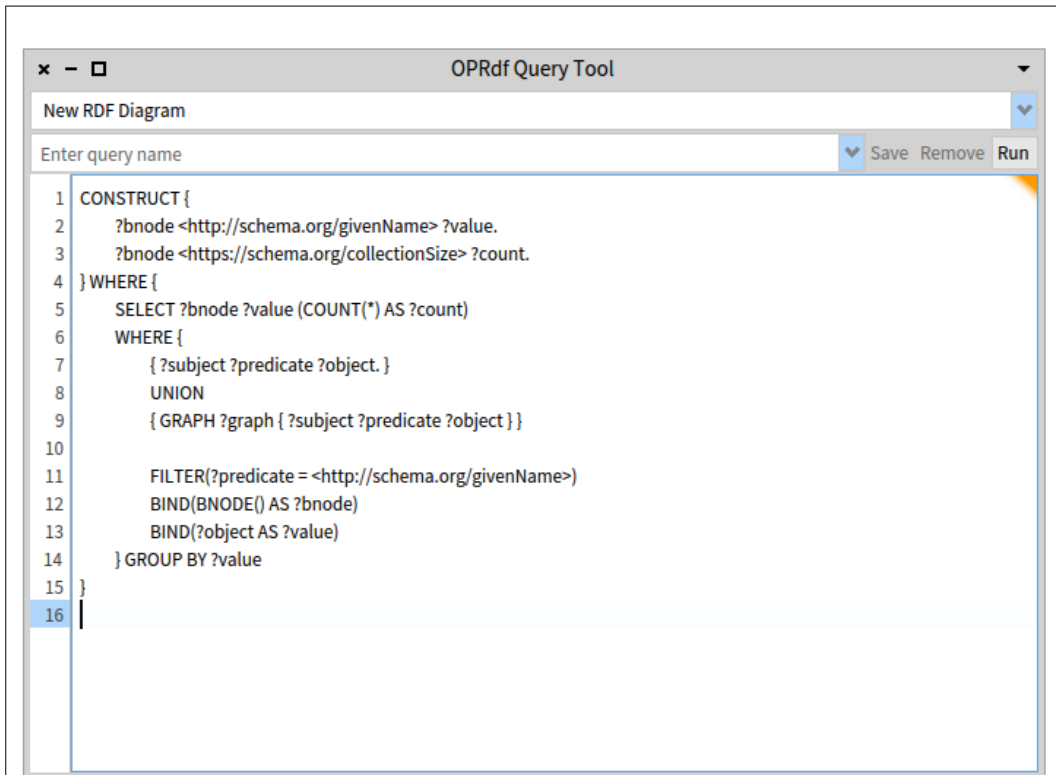 OPRdf Query Tool
New RDF Diagram
Enter query name Save Remove Run
1 CONSTRUCT {
2 ?bnode <http://schema.org/givenName> ?value.
3 ?bnode <https://schema.org/collectionSize> ?count.
4 } WHERE {
5 SELECT ?bnode ?value (COUNT(*) AS ?count)
6 WHERE {
7 { ?subject ?predicate ?object. }
8 UNION
9 { GRAPH ?graph { ?subject ?predicate ?object } }
10
11 FILTER(?predicate = <http://schema.org/givenName>)
12 BIND(BNODE() AS ?bnode)
13 BIND(?object AS ?value)
14 } GROUP BY ?value
15 }
16